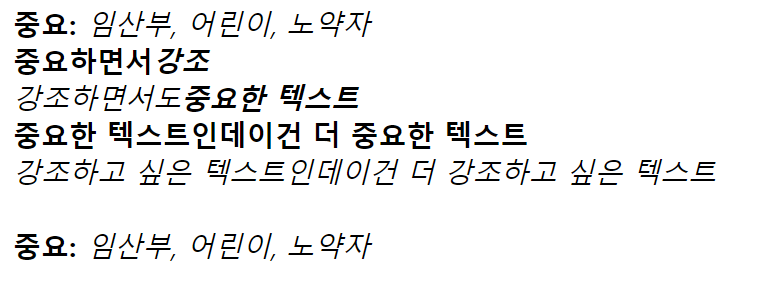 중요: 임산부, 어린이, 노약자
중요하면서강조
강조하면서도중요한 텍스트
중요한 텍스트인데이건 더 중요한 텍스트
강조하고 싶은 텍스트인데이건 더 강조하고 싶은 텍스트
중요: 임산부, 어린이, 노약자